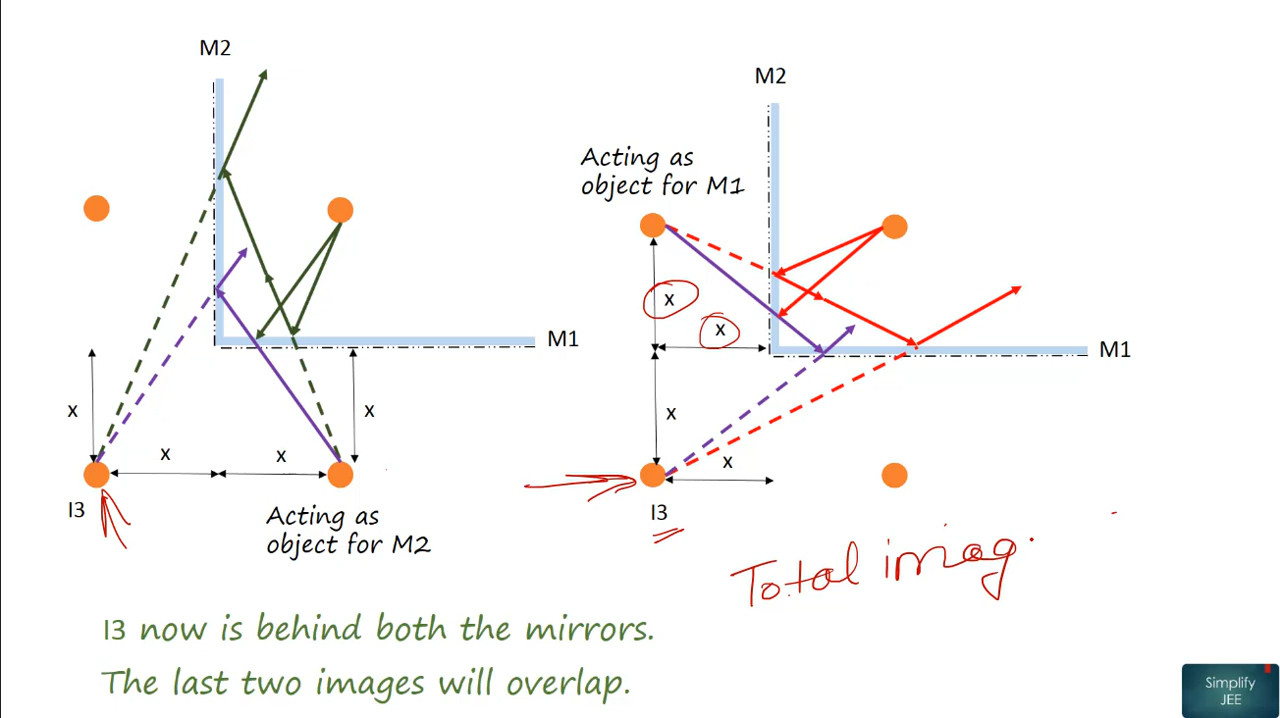 M2
M1
x
x
x
x
I3
Acting as
object for M2
M2
Acting as
object for M1
x
x
M1
x
x
I3
Total imag
I3 now is behind both the mirrors.
The last two images will overlap.
Simplify
JEE